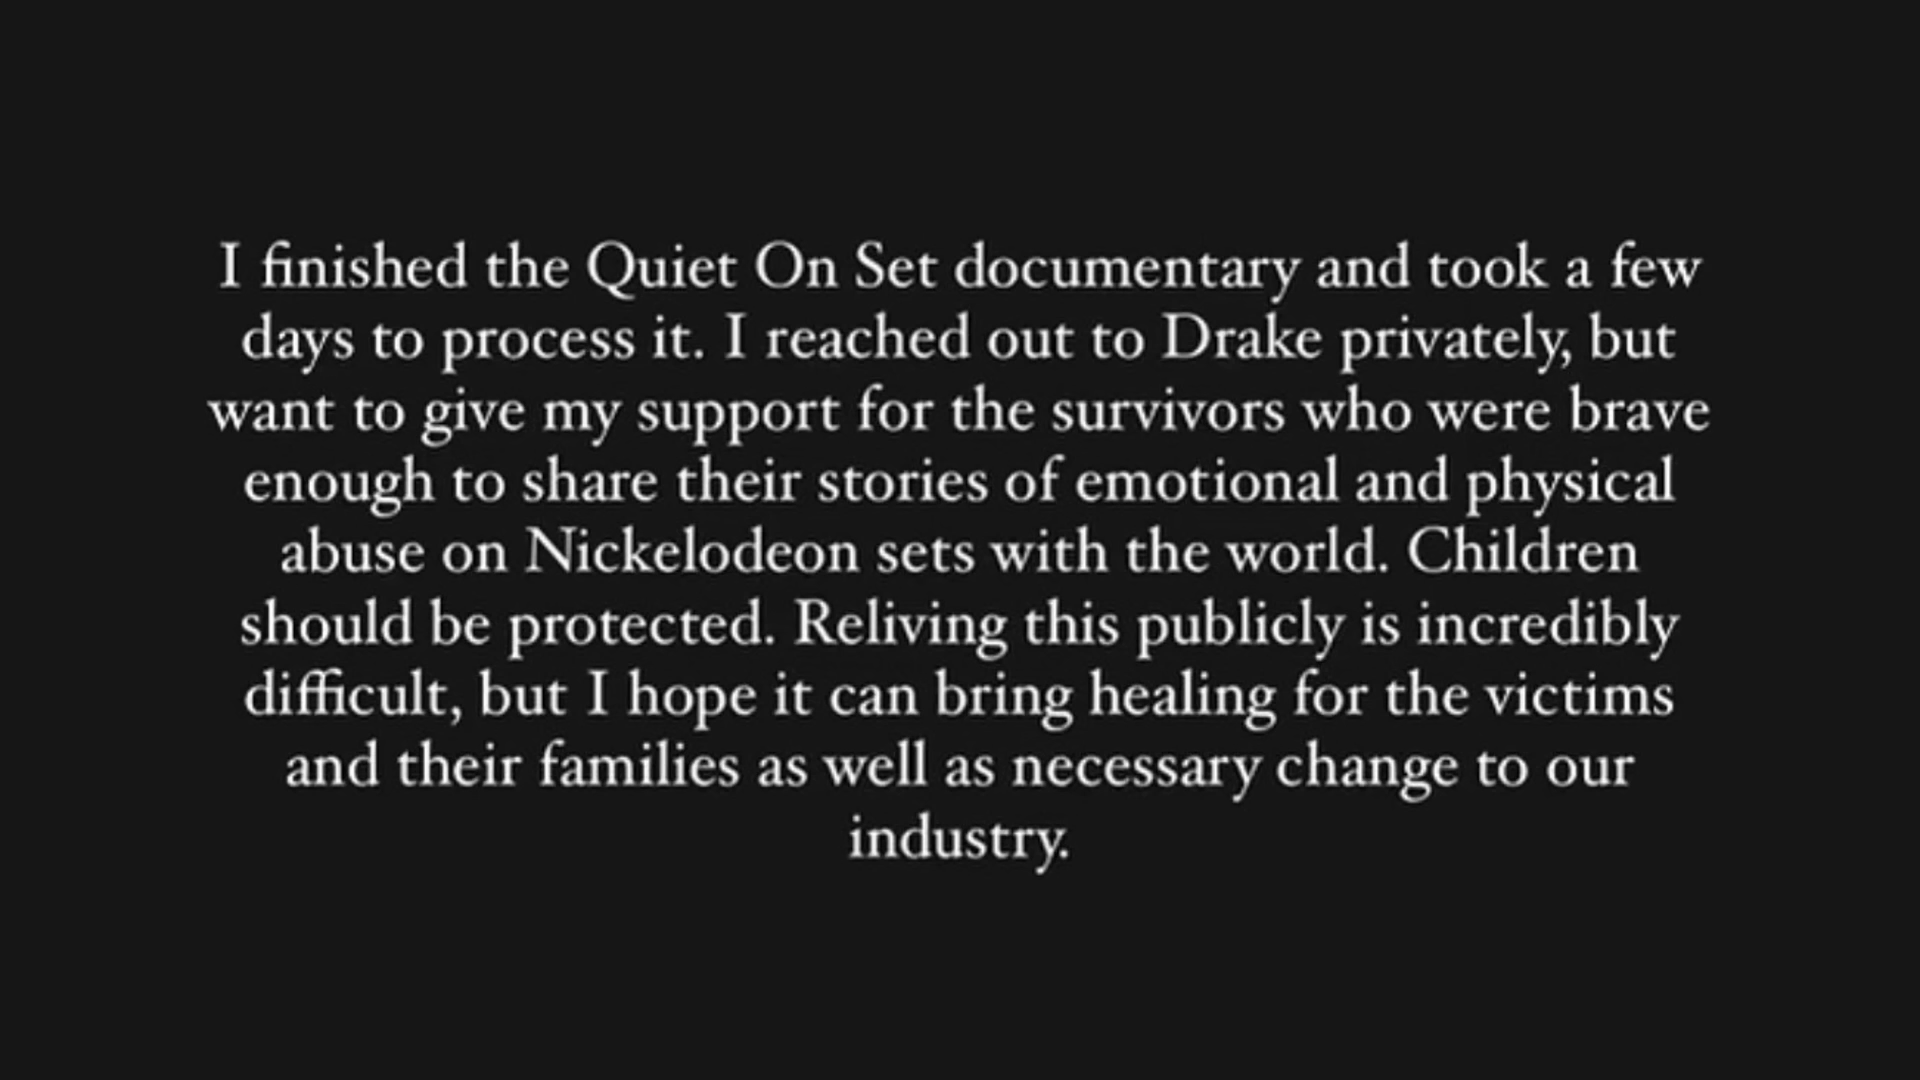 I finished the Quiet On Set documentary and took a few
days to process it. I reached out to Drake privately, but
want to give my support for the survivors who were brave
enough to share their stories of emotional and physical
abuse on Nickelodeon sets with the world. Children
should be protected. Reliving this publicly is incredibly
difficult, but I hope it can bring healing for the victims
and their families as well as necessary change to our
industry.